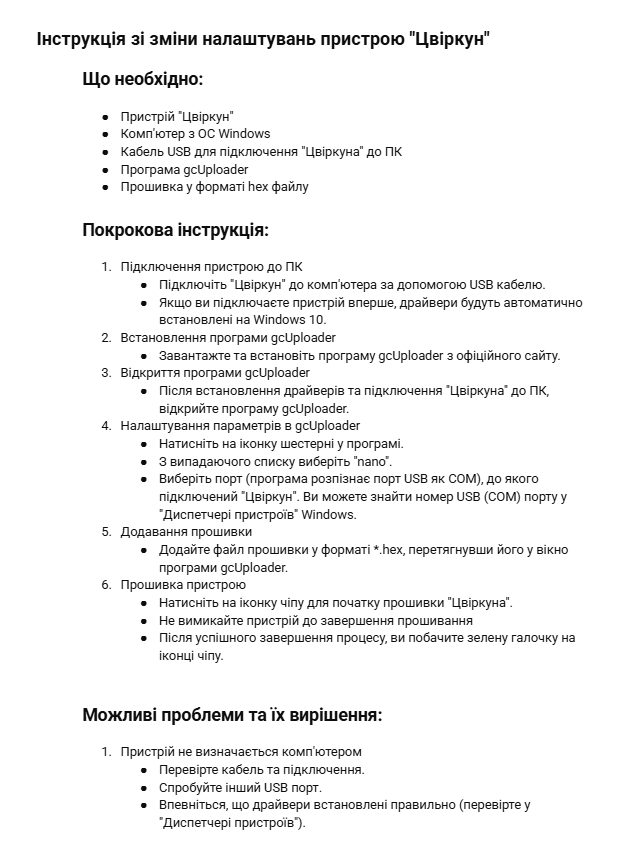 Інструкція зі зміни налаштувань пристрою "Цвіркун"
Що необхідно:
● Пристрій "Цвіркун"
● Комп'ютер з ОС Windows
● Кабель USB для підключення "Цвіркуна" до ПК
● Програма gcUploader
● Прошивка у форматі hex файлу
Покрокова інструкція:
1. Підключення пристрою до ПК
● Підключіть "Цвіркун" до комп'ютера за допомогою USB кабелю.
● Якщо ви підключаєте пристрій вперше, драйвери будуть автоматично
встановлені на Windows 10.
2. Встановлення програми gcUploader
● Завантажте та встановіть програму gcUploader з офіційного сайту.
3. Відкриття програми gcUploader
● Після встановлення драйверів та підключення "Цвіркуна" до ПК,
відкрийте програму gcUploader.
4. Налаштування параметрів в gcUploader
● Натисніть на іконку шестерні у програмі.
● З випадаючого списку виберіть "nano".
● Виберіть порт (програма розпізнає порт USB як COM), до якого
підключений "Цвіркун". Ви можете знайти номер USB (COM) порту у
"Диспетчері пристроїв" Windows.
5. Додавання прошивки
● Додайте файл прошивки у форматі *.hex, перетягнувши його у вікно
програми gcUploader.
6. Прошивка пристрою
● Натисніть на іконку чіпу для початку прошивки "Цвіркуна".
● Не вимикайте пристрій до завершення прошивання
● Після успішного завершення процесу, ви побачите зелену галочку на
іконці чіпу.
Можливі проблеми та їх вирішення:
1. Пристрій не визначається комп'ютером
● Перевірте кабель та підключення.
● Спробуйте інший USB порт.
● Впевніться, що драйвери встановлені правильно (перевірте у
"Диспетчері пристроїв").